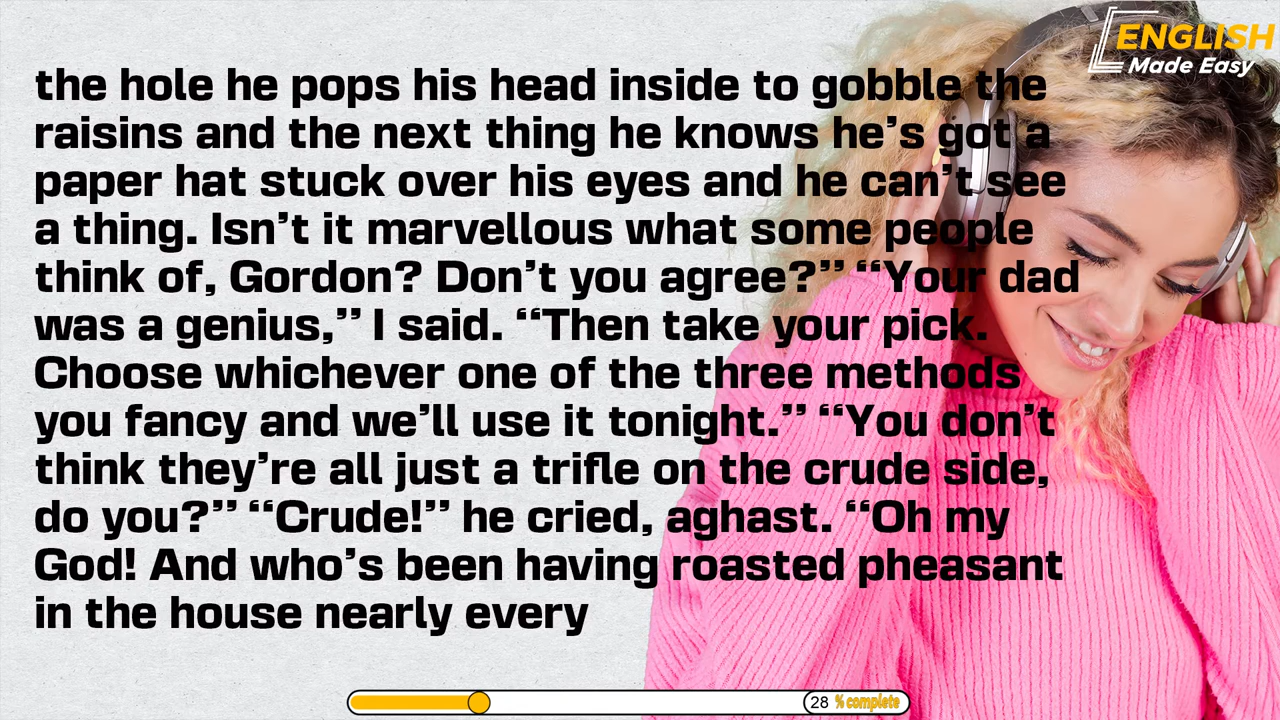 ENGLISH
Made Easy
the hole he pops his head inside to gobble the
raisins and the next thing he knows he’s got a
paper hat stuck over his eyes and he can’t see
a thing. Isn’t it marvellous what some people
think of, Gordon? Don’t you agree?” “Your dad
was a genius,” I said. “Then take your pick.
Choose whichever one of the three methods
you fancy and we’ll use it tonight.” “You don’t
think they’re all just a trifle on the crude side,
do you?” “Crude!” he cried, aghast. “Oh my
God! And who’s been having roasted pheasant
in the house nearly every
28 % complete